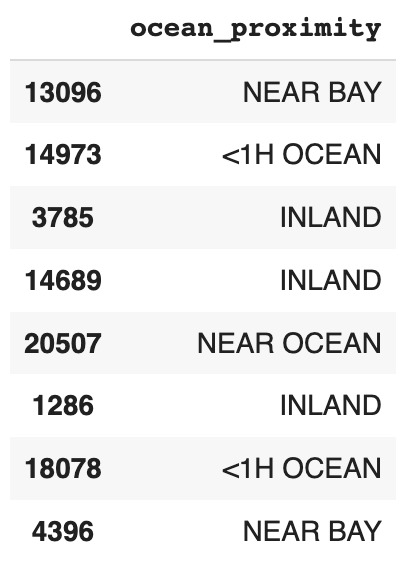 ocean_proximity
13096 NEAR BAY
14973 <1H OCEAN
3785 INLAND
14689 INLAND
20507 NEAR OCEAN
1286 INLAND
18078 <1H OCEAN
4396 NEAR BAY